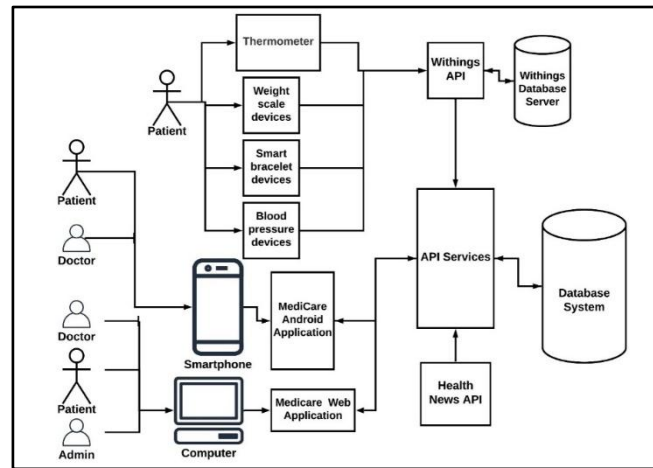 Thermometer
Withings
API
Withings
Database
Server
Patient
Weight
scale
devices
Smart
bracelet
devices
Blood
pressure
devices
Patient
Doctor
API Services
Database
System
Doctor
MediCare
Android
Application
Smartphone
Patient
Health
News API
Medicare Web
Application
Admin
Computer